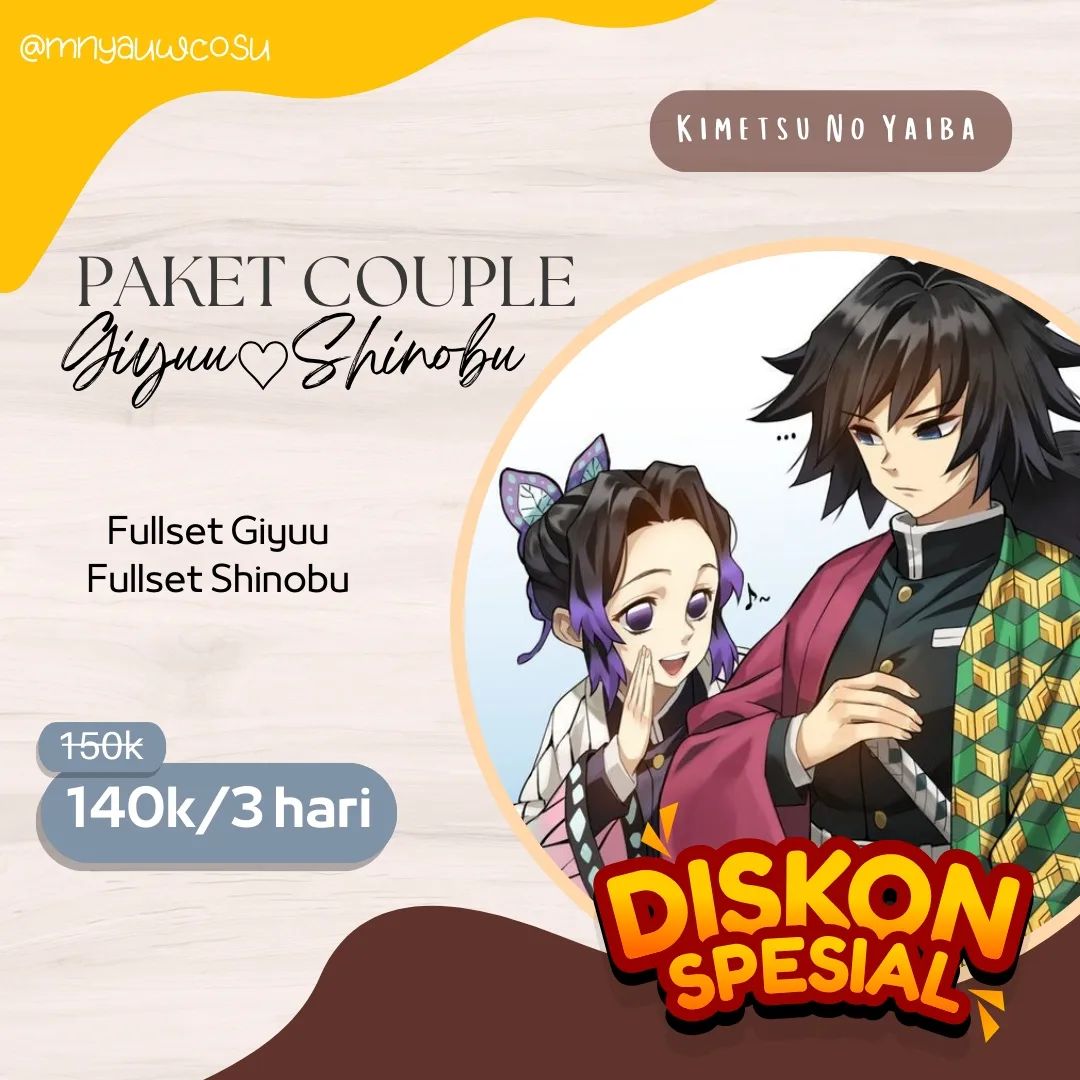 @mnyauwcosu
KIMETSU NO YAIBA
PAKET COUPLE
Giyuu♡Shinobu
...
Fullset Giyuu
Fullset Shinobu
150k
140k/3 hari
DISKON
SPESIAL